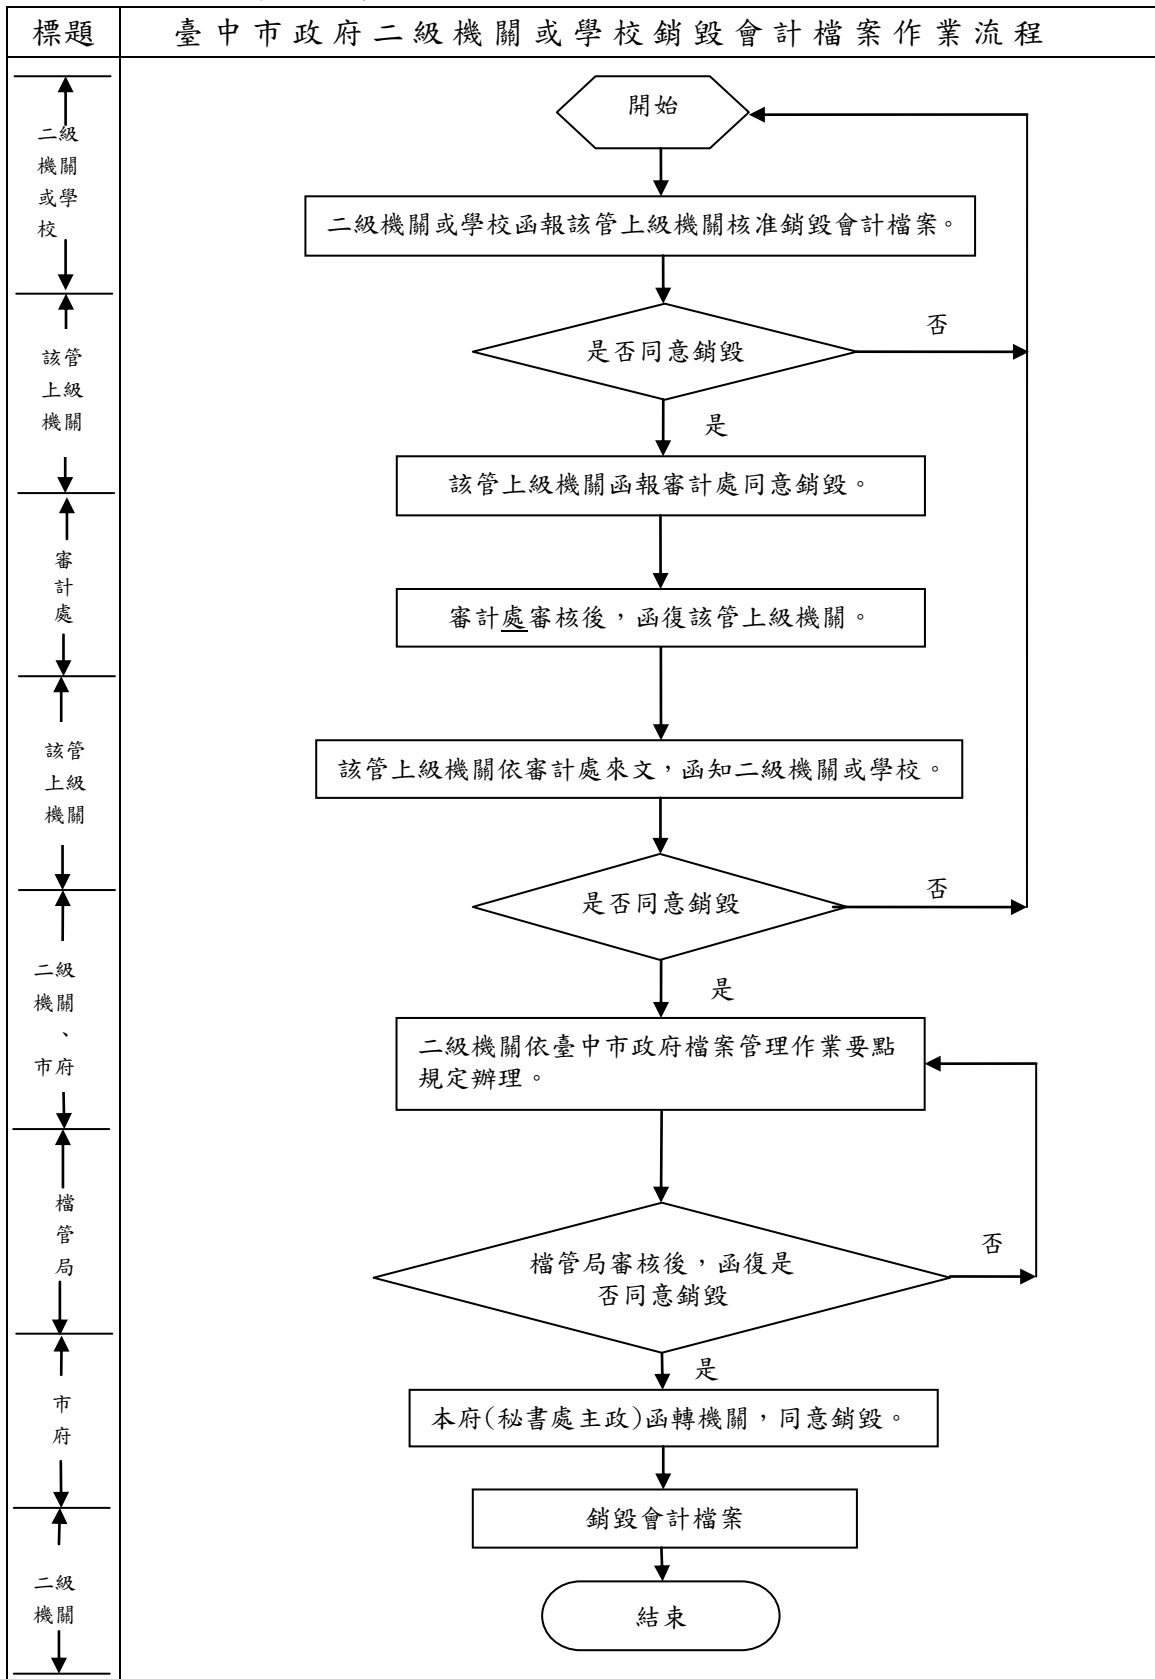 標題
臺中市政府二級機關或學校銷毀會計檔案作業流程
開始
二級
機關
或學
校
二級機關或學校函報該管上級機關核准銷毀會計檔案。
該管
上級
機關
是否同意銷毀
否
是
該管上級機關函報審計處同意銷毀。
審
計
處
審計處審核後，函復該管上級機關。
該管
上級
機關
該管上級機關依審計處來文，函知二級機關或學校。
是否同意銷毀
否
是
二級
機關
、
市府
二級機關依臺中市政府檔案管理作業要點
規定辦理。
檔
管
局
檔管局審核後，函復是
否同意銷毀
否
是
市
府
本府(秘書處主政)函轉機關，同意銷毀。
銷毀會計檔案
二級
機關
結束